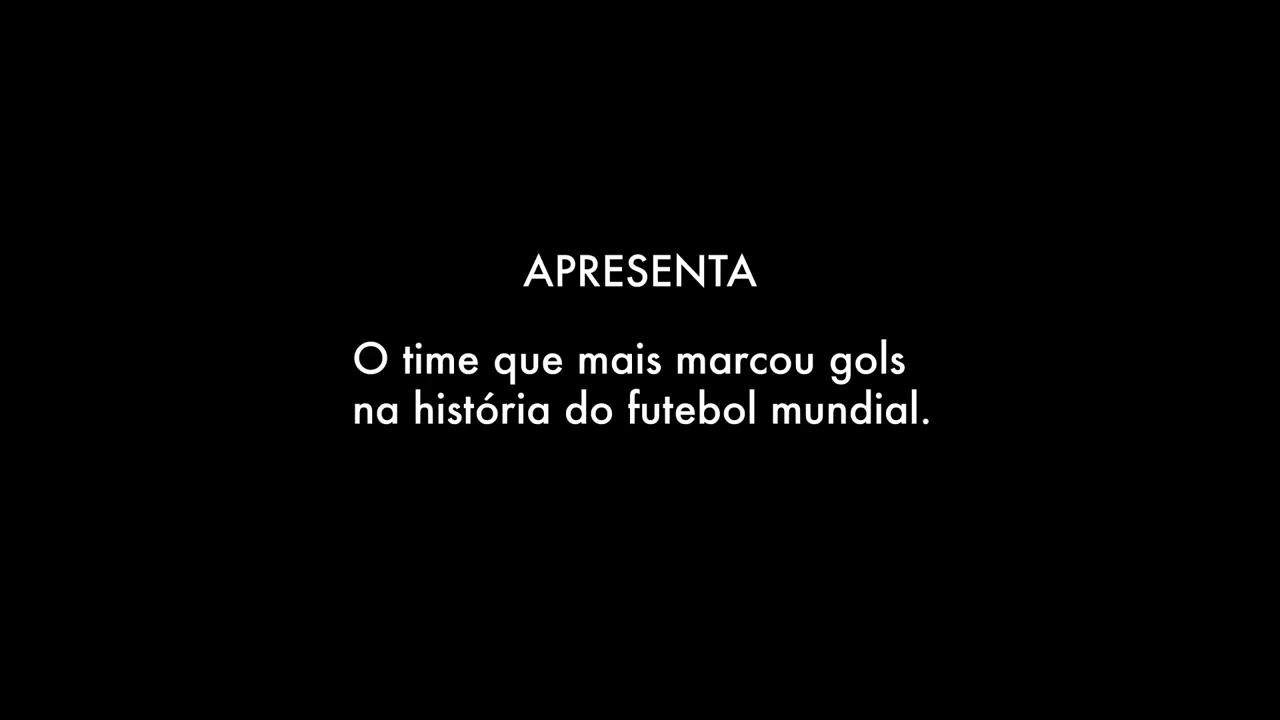 APRESENTA
O time que mais marcou gols
na história do futebol mundial.